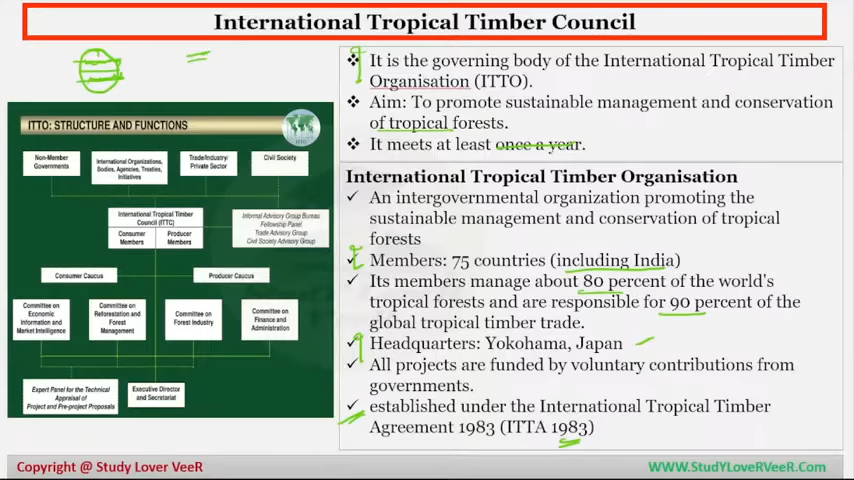 International Tropical Timber Council
❖ It is the governing body of the International Tropical Timber
Organisation (ITTO).
❖ Aim: To promote sustainable management and conservation
of tropical forests.
❖ It meets at least once a year.
ITTO: STRUCTURE AND FUNCTIONS
ITTO
Non-Member
Governments
International Organizations,
Bodies, Agencies, Treaties,
Initiatives
Trade/Industry/
Private Sector
Civil Society
International Tropical Timber
Council (ITTC)
Consumer
Members
Producer
Members
Informal Advisory Group Bureau
Fellowship Panel
Trade Advisory Group
Civil Society Advisory Group
Consumer Caucus
Producer Caucus
Committee on
Economic
Information and
Market Intelligence
Committee on
Reforestation and
Forest
Management
Committee on
Forest Industry
Committee on
Finance and
Administration
Expert Panel for the Technical
Appraisal of
Project and Pre-project Proposals
Executive Director
and Secretariat
International Tropical Timber Organisation
✓ An intergovernmental organization promoting the
sustainable management and conservation of tropical
forests
✓ Members: 75 countries (including India)
✓ Its members manage about 80 percent of the world's
tropical forests and are responsible for 90 percent of the
global tropical timber trade.
✓ Headquarters: Yokohama, Japan
✓ All projects are funded by voluntary contributions from
governments.
✓ established under the International Tropical Timber
Agreement 1983 (ITTA 1983)
Copyright @ Study Lover VeeR
WWW.StudyLoveRVeeR.Com